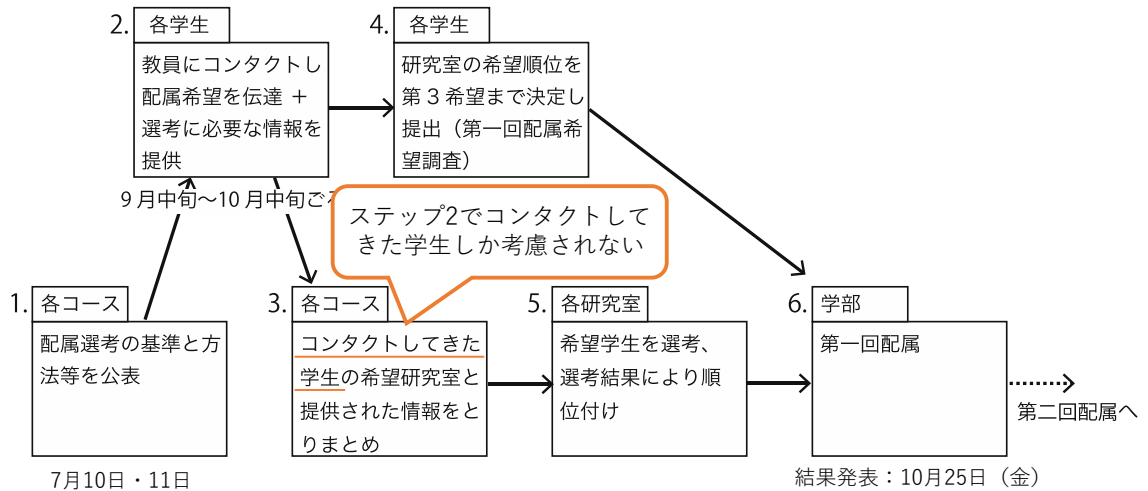 2. 各学生
教員にコンタクトし
配属希望を伝達 +
選考に必要な情報を
提供
4. 各学生
研究室の希望順位を
第3希望まで決定し
提出(第一回配属希
望調査)
9月中旬〜10月中旬ご
ステップ2でコンタクトして
きた学生しか考慮されない
1. 各コース
配属選考の基準と方
法等を公表
7月10日・11日
3. 各コース
コンタクトしてきた
学生の希望研究室と
提供された情報をと
りまとめ
5. 各研究室
希望学生を選考、
選考結果により順
位付け
6. 学部
第一回配属
結果発表:10月25日(金)
第二回配属へ